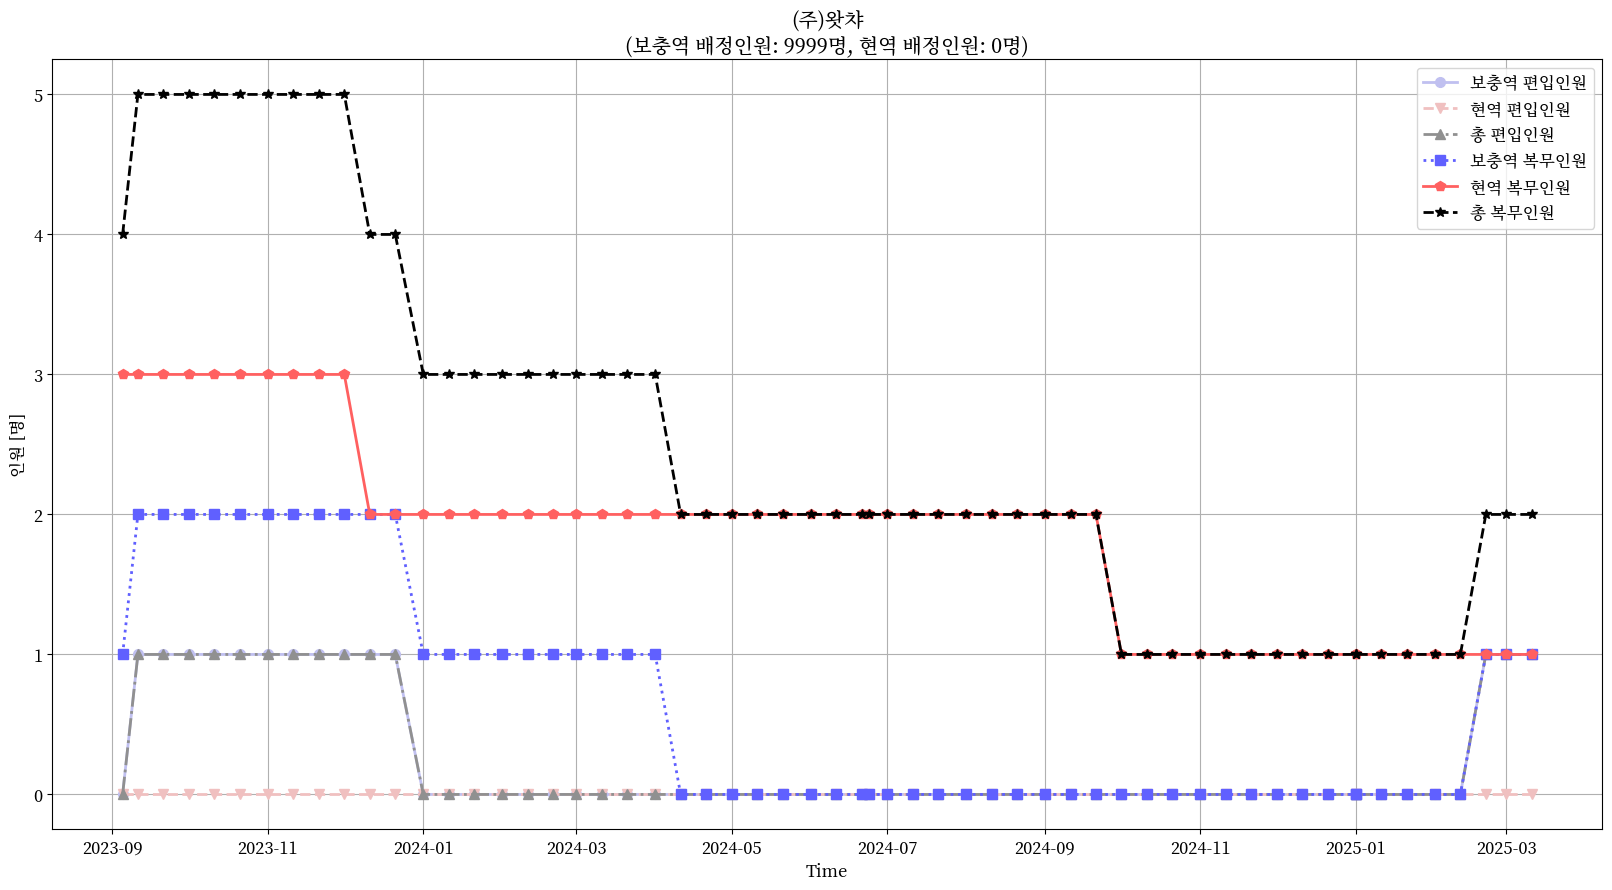 (주)왓챠
(보충역 배정인원: 9999명, 현역 배정인원: 0명)
보충역 편입인원
현역 편입인원
총 편입인원
보충역 복무인원
현역 복무인원
총 복무인원
인원 [명]
5
4
3
2
1
0
2023-09
2023-11
2024-01
2024-03
2024-05
2024-07
2024-09
2024-11
2025-01
2025-03
Time